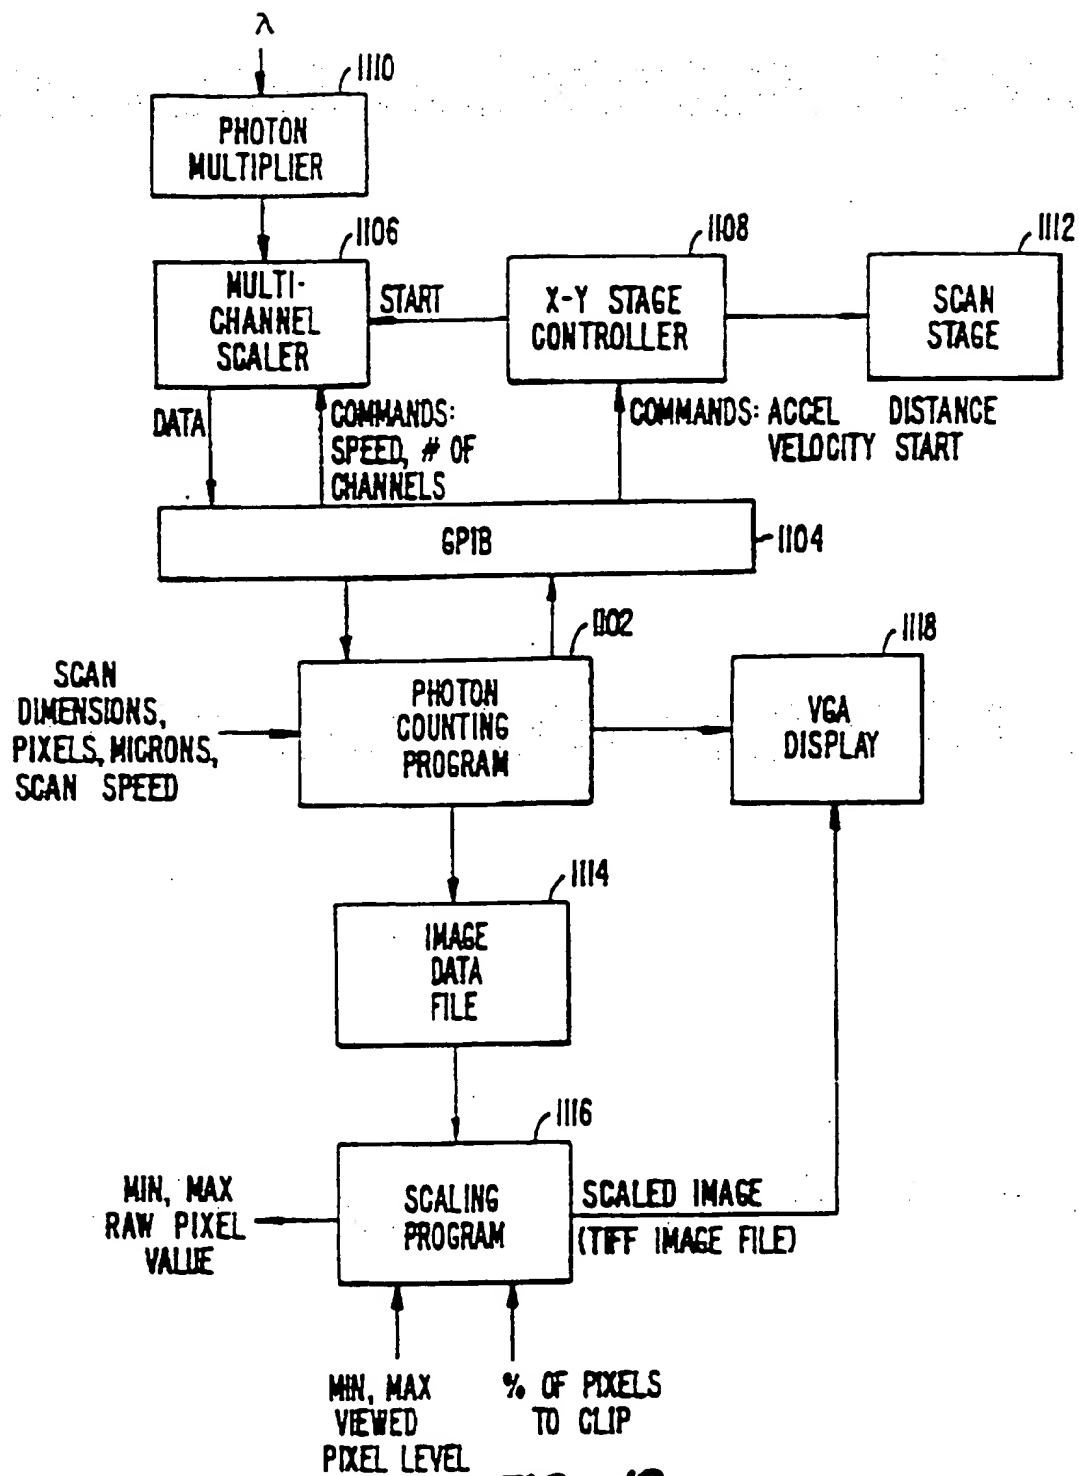 λ
1110
PHOTON
MULTIPLIER
1106
MULTI-
CHANNEL
SCALER
START
1108
X-Y STAGE
CONTROLLER
1112
SCAN
STAGE
DATA
COMMANDS:
SPEED, # OF
CHANNELS
COMMANDS: ACCEL DISTANCE
VELOCITY START
GPIB
1104
1102
PHOTON
COUNTING
PROGRAM
SCAN
DIMENSIONS,
PIXELS, MICRONS,
SCAN SPEED
1118
VGA
DISPLAY
1114
IMAGE
DATA
FILE
1116
SCALING
PROGRAM
MIN, MAX
RAW PIXEL
VALUE
SCALED IMAGE
(TIFF IMAGE FILE)
MIN, MAX
VIEWED
PIXEL LEVEL
% OF PIXELS
TO CLIP